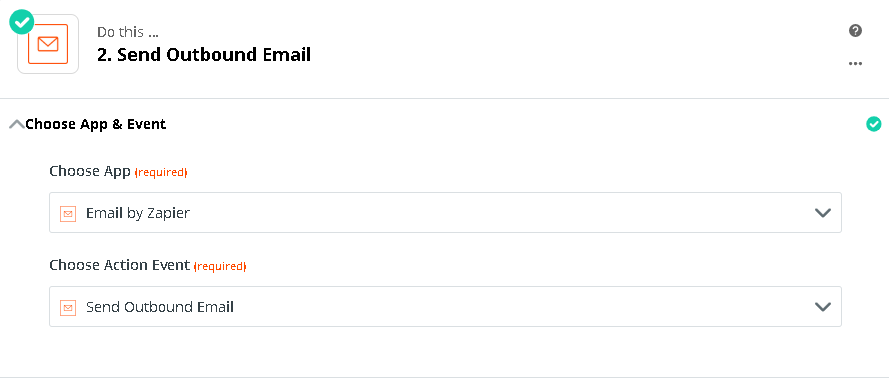 Do this ...
2. Send Outbound Email
Choose App & Event
Choose App (required)
Email by Zapier
Choose Action Event (required)
Send Outbound Email